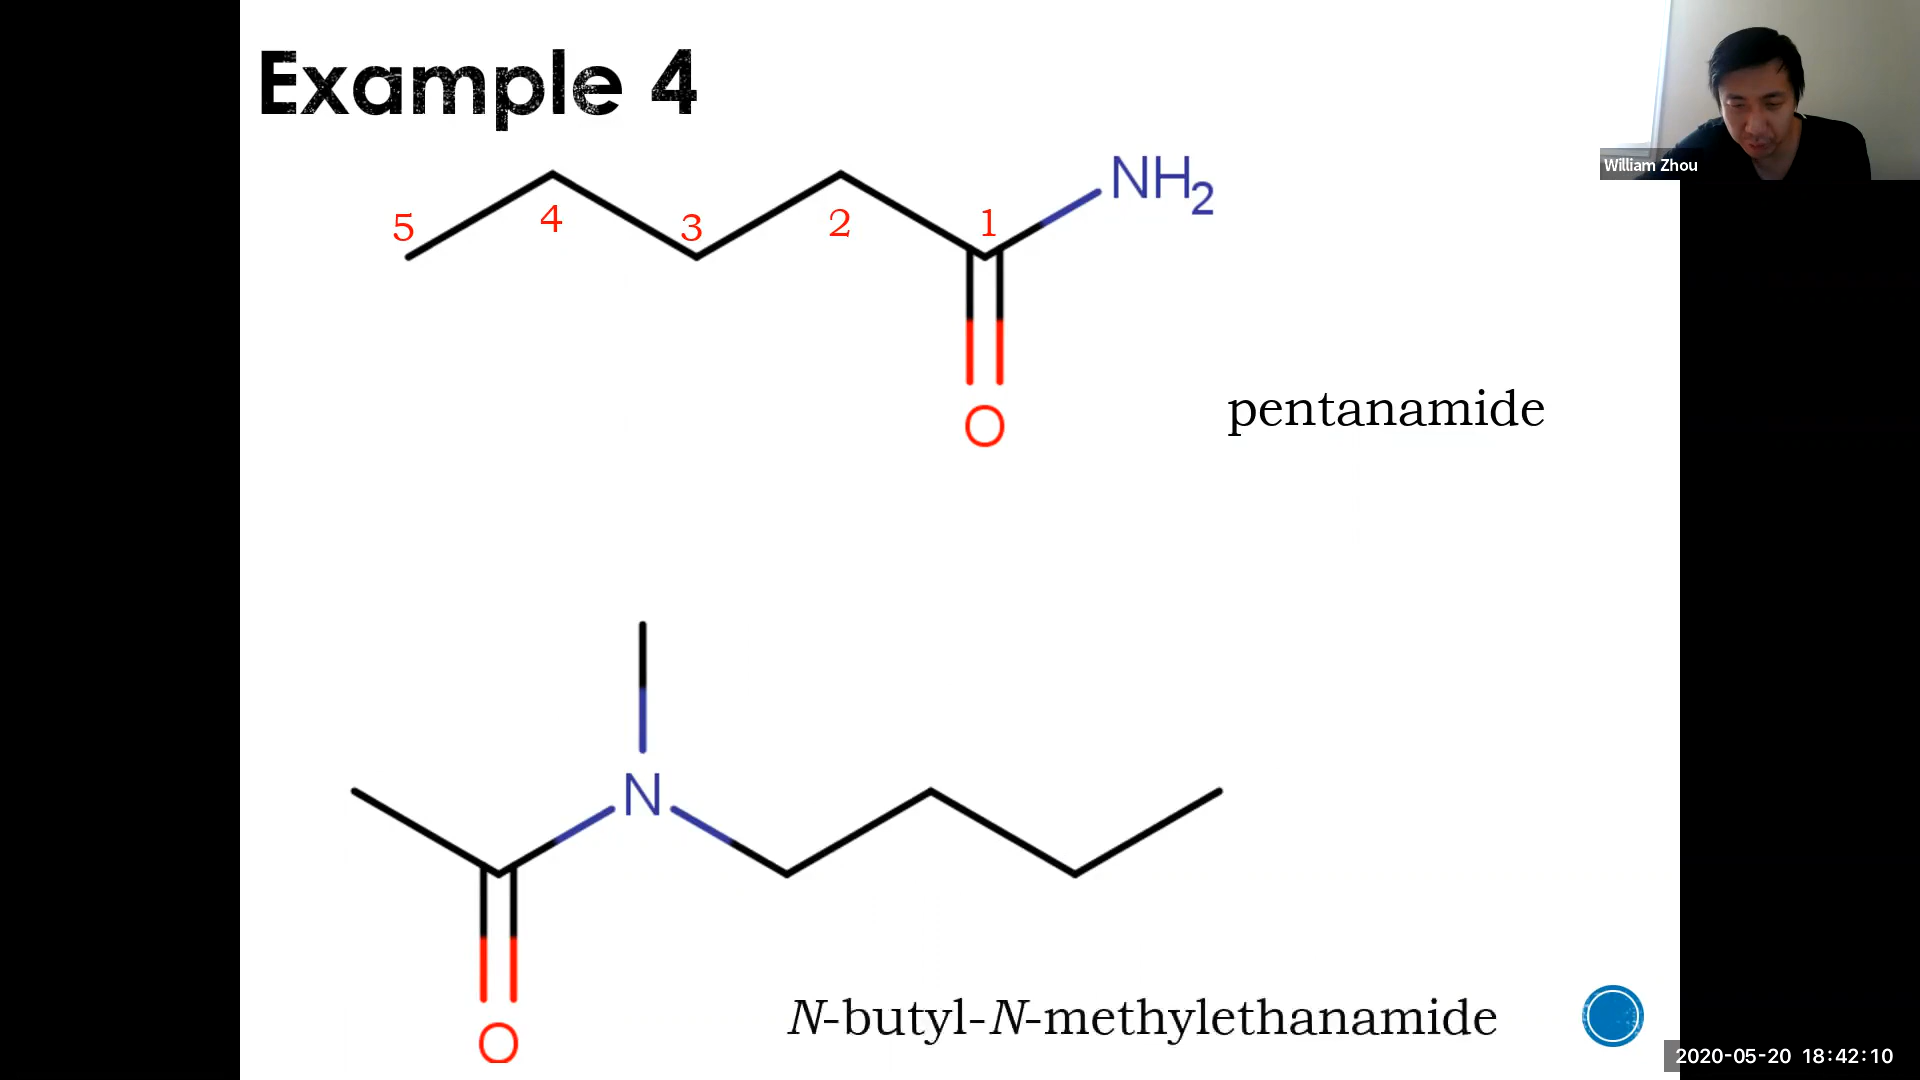 Example 4
William Zhou
NH2
5 4 3 2 1
O
pentanamide
N
N-butyl-N-methylethanamide
O
2020-05-20 18:42:10